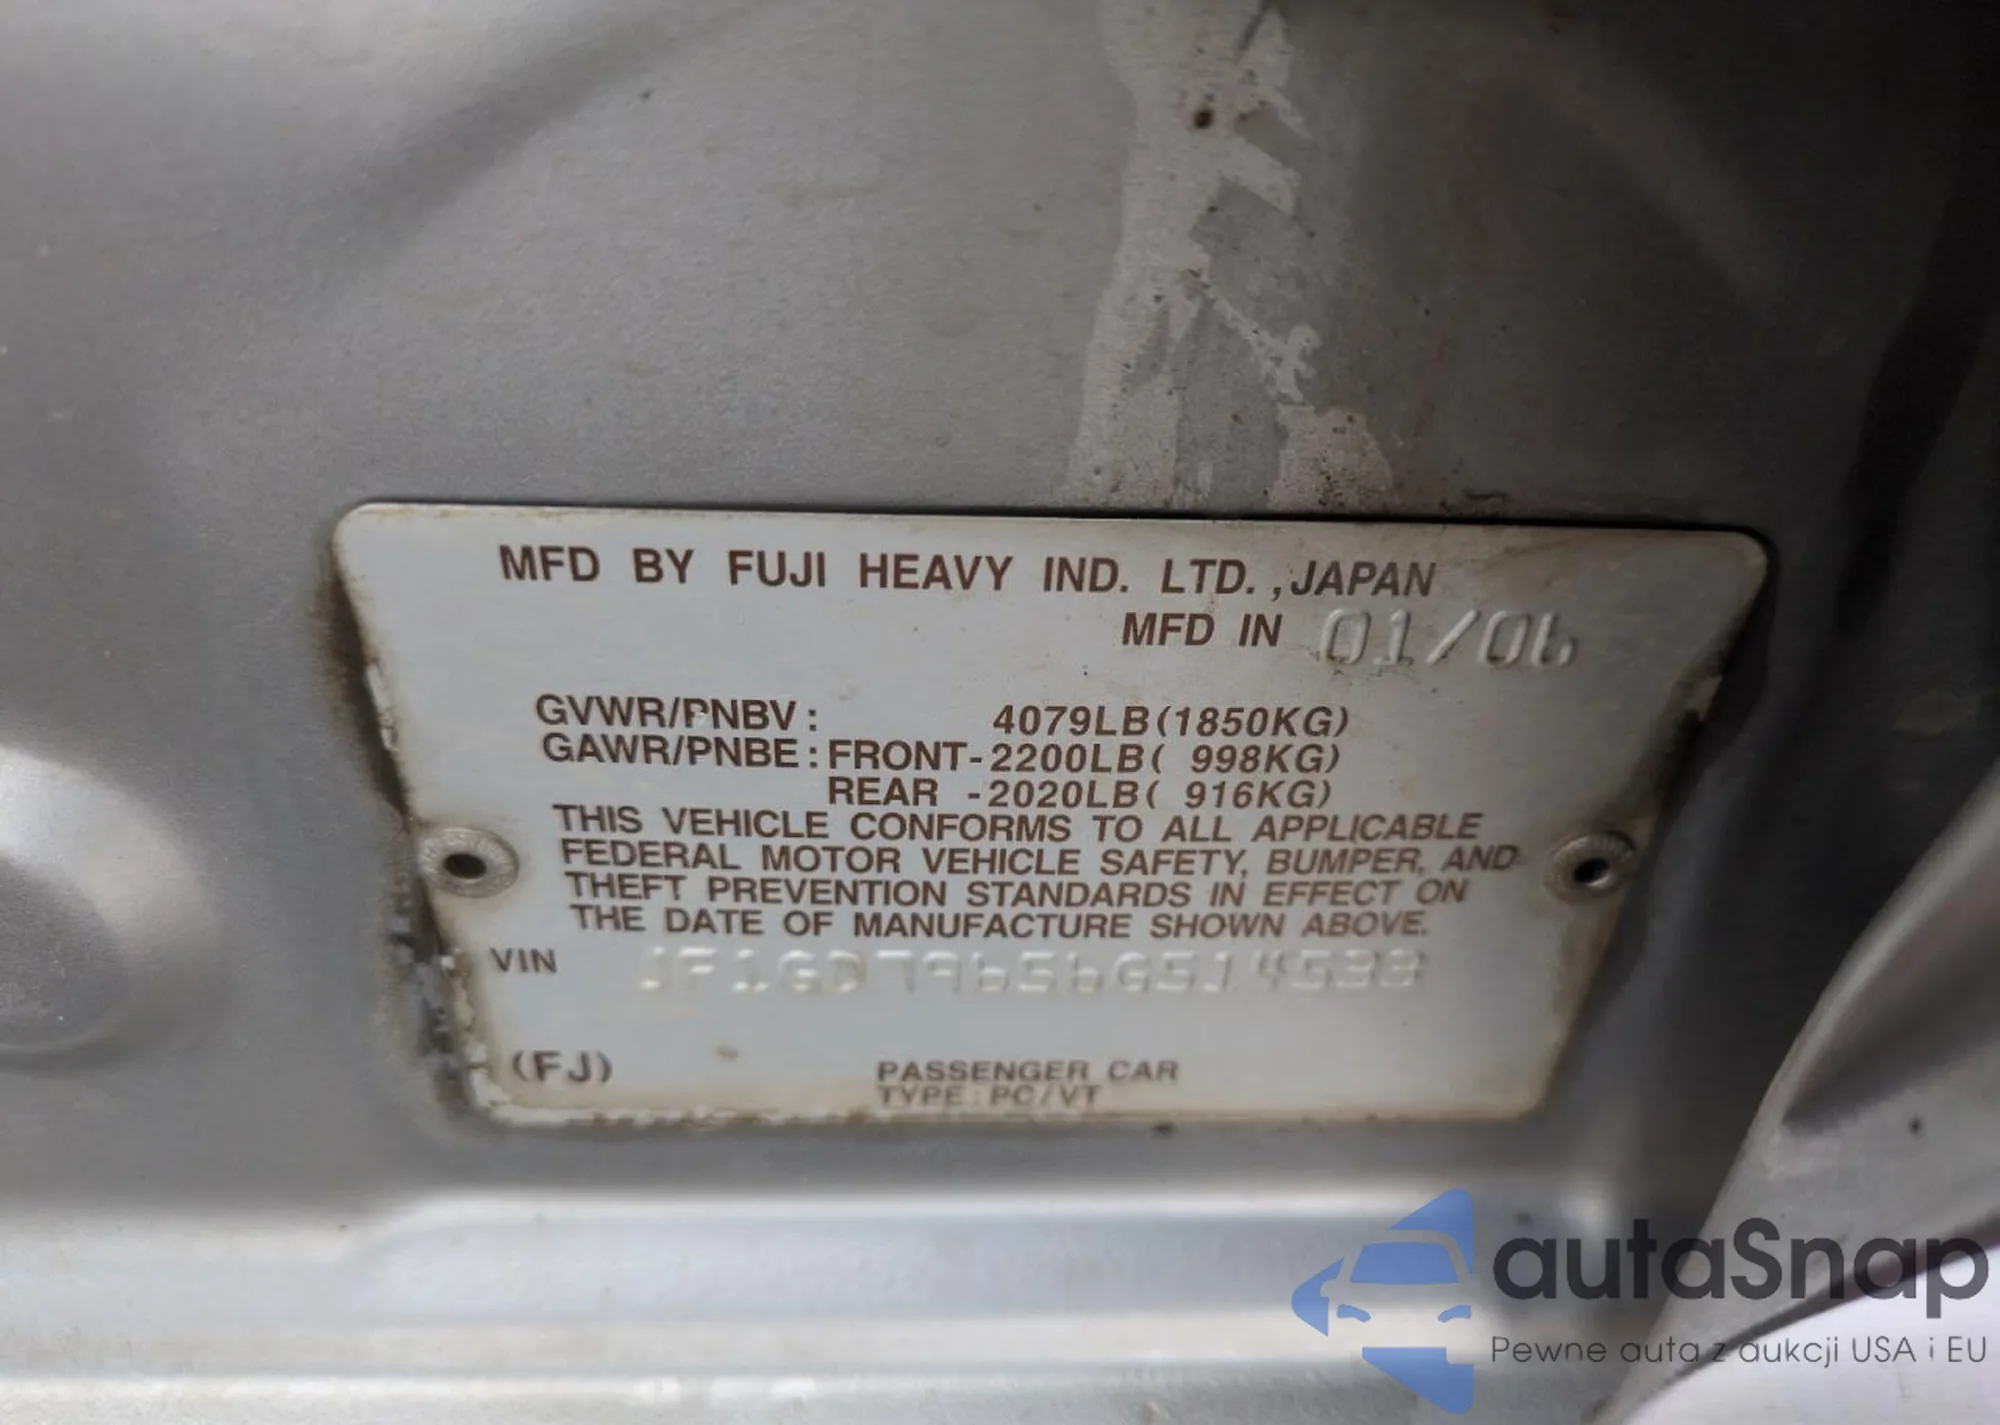 MFD BY FUJI HEAVY IND. LTD. ,JAPAN
MFD IN 01/06
GVWR/PNBV: 4079LB(1850KG)
GAWR/PNBE: FRONT-2200LB( 998KG)
REAR -2020LB( 916KG)
THIS VEHICLE CONFORMS TO ALL APPLICABLE
FEDERAL MOTOR VEHICLE SAFETY, BUMPER, AND
THEFT PREVENTION STANDARDS IN EFFECT ON
THE DATE OF MANUFACTURE SHOWN ABOVE.
VIN JF1GD79656G514533
(FJ) PASSENGER CAR
TYPE: PC/VT
autaSnap
Pewne auta z aukcji USA i EU